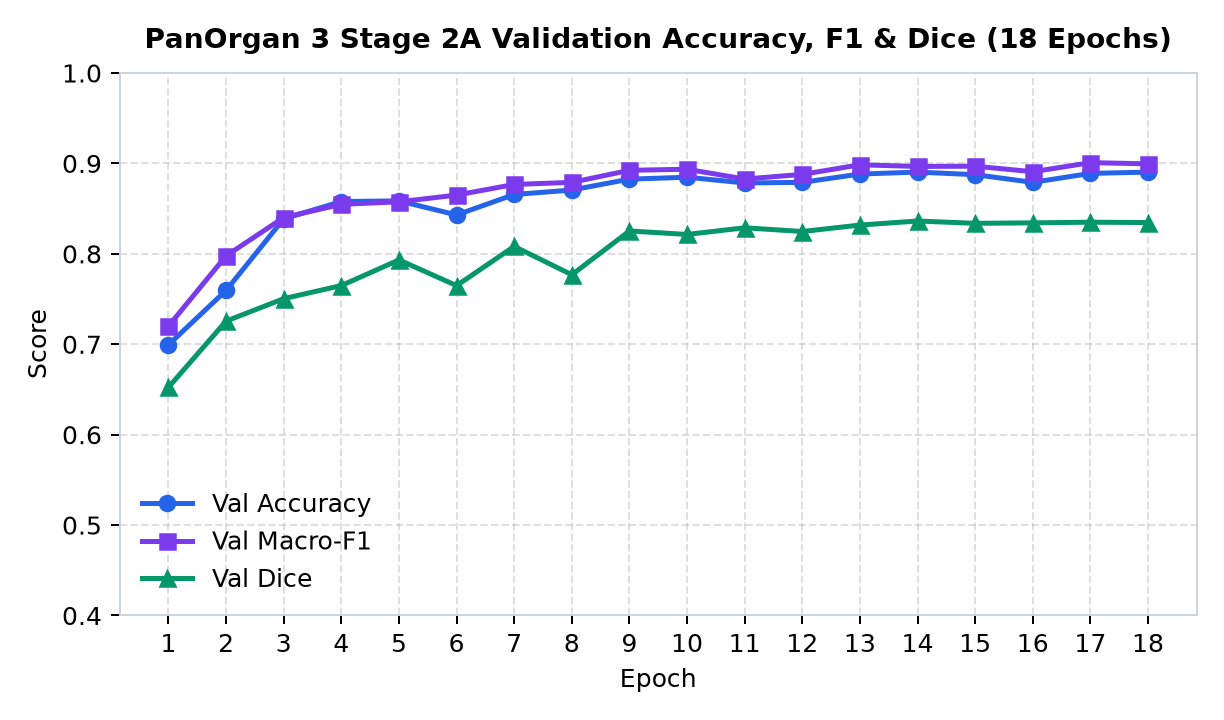 PanOrgan 3 Stage 2A Validation Accuracy, F1 & Dice (18 Epochs)
1.0
0.9
0.8
0.7
0.6
0.5
0.4
Score
Val Accuracy
Val Macro-F1
Val Dice
1 2 3 4 5 6 7 8 9 10 11 12 13 14 15 16 17 18
Epoch